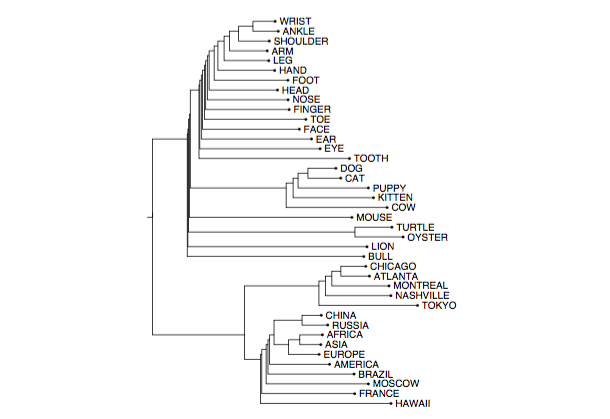 WRIST
ANKLE
SHOULDER
ARM
LEG
HAND
FOOT
HEAD
NOSE
FINGER
TOE
FACE
EAR
EYE
TOOTH
DOG
CAT
PUPPY
KITTEN
COW
MOUSE
TURTLE
OYSTER
LION
BULL
CHICAGO
ATLANTA
MONTREAL
NASHVILLE
TOKYO
CHINA
RUSSIA
AFRICA
ASIA
EUROPE
AMERICA
BRAZIL
MOSCOW
FRANCE
HAWAII